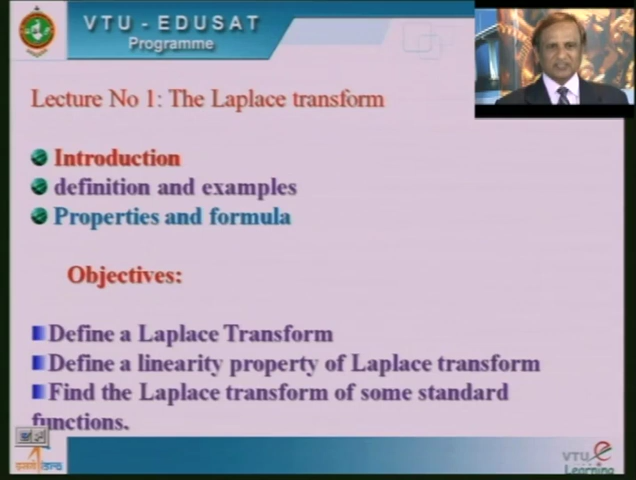 VTU - EDUSAT
Programme
Lecture No 1: The Laplace transform
Introduction
definition and examples
Properties and formula
Objectives:
Define a Laplace Transform
Define a linearity property of Laplace transform
Find the Laplace transform of some standard
functions.
VTU e
Learning